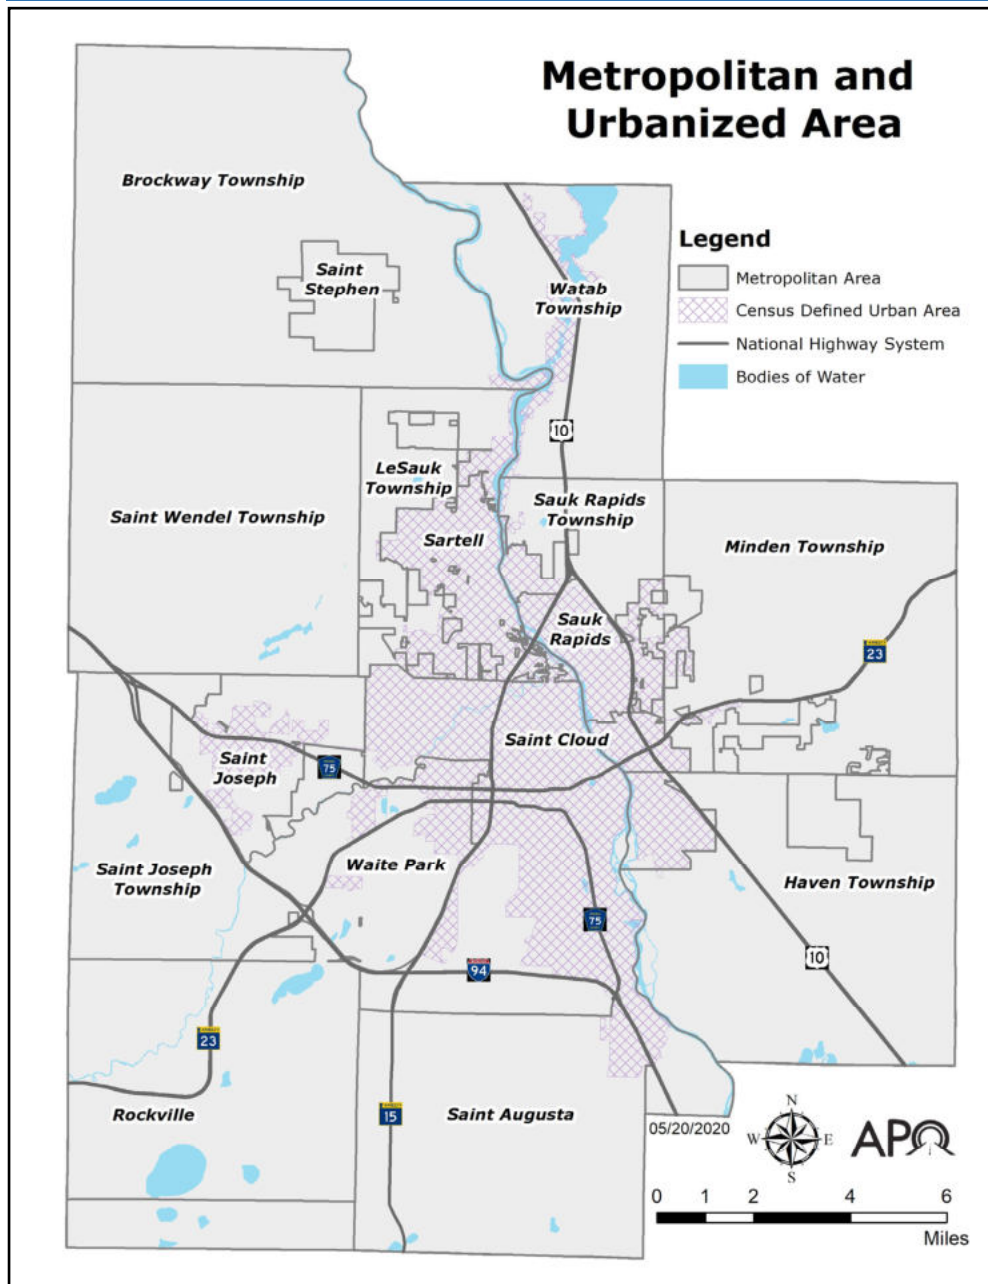 Metropolitan and
Urbanized Area
Brockway Township
Saint
Stephen
Watab
Township
Legend
Metropolitan Area
Census Defined Urban Area
National Highway System
Bodies of Water
10
LeSauk
Township
Saint Wendel Township
Sartell
Sauk Rapids
Township
Minden Township
Sauk
Rapids
23
Saint Cloud
Saint
Joseph
75
Saint Joseph
Township
Waite Park
Haven Township
75
10
94
23
Rockville
15
Saint Augusta
05/20/2020
N
W
E
S
APO
0 1 2 4 6
Miles